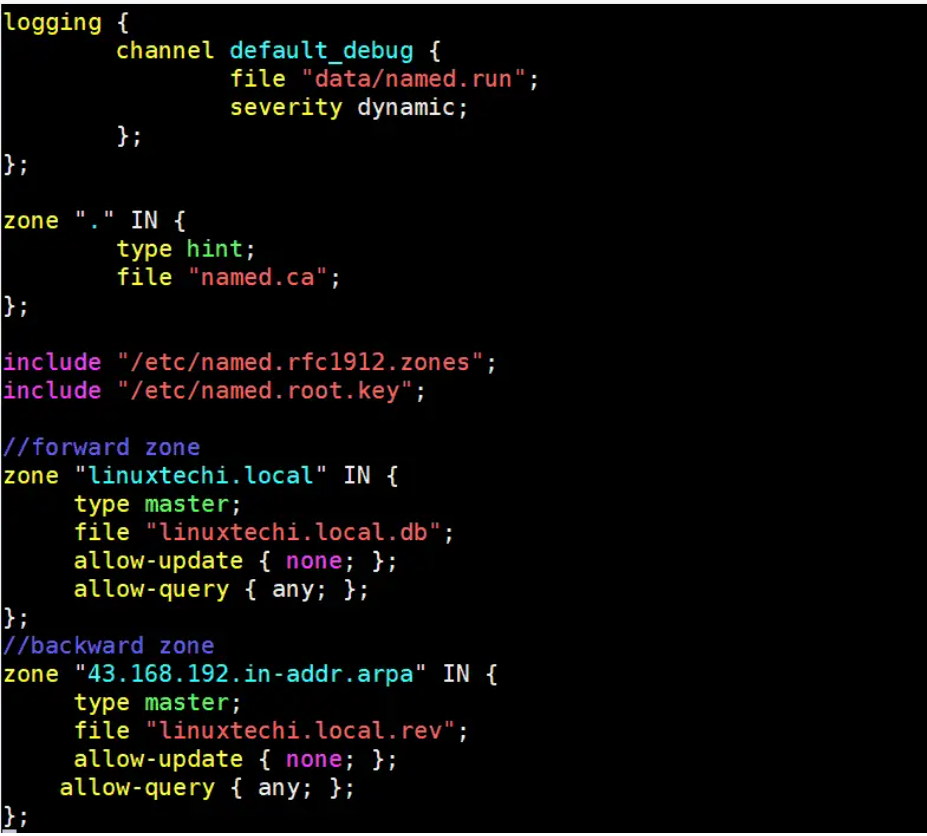 logging {
        channel default_debug {
                file "data/named.run";
                severity dynamic;
        };
};

zone "." IN {
        type hint;
        file "named.ca";
};

include "/etc/named.rfc1912.zones";
include "/etc/named.root.key";

//forward zone
zone "linuxtechi.local" IN {
     type master;
     file "linuxtechi.local.db";
     allow-update { none; };
     allow-query { any; };
};
//backward zone
zone "43.168.192.in-addr.arpa" IN {
     type master;
     file "linuxtechi.local.rev";
     allow-update { none; };
    allow-query { any; };
};